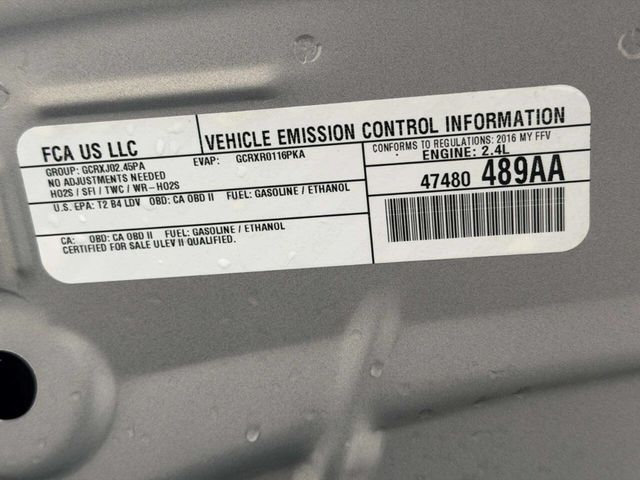 FCA US LLC
VEHICLE EMISSION CONTROL INFORMATION
GROUP: GCRXJ02.45PA
EVAP: GCRXR0116PKA
NO ADJUSTMENTS NEEDED
HO2S / SFI / TWC / WR-HO2S
U.S. EPA: T2 B4 LDV OBD: CA OBD II FUEL: GASOLINE / ETHANOL
CA: OBD: CA OBD II FUEL: GASOLINE / ETHANOL
CERTIFIED FOR SALE ULEV II QUALIFIED.
CONFORMS TO REGULATIONS: 2016 MY FFV
ENGINE: 2.4L
47480 489AA